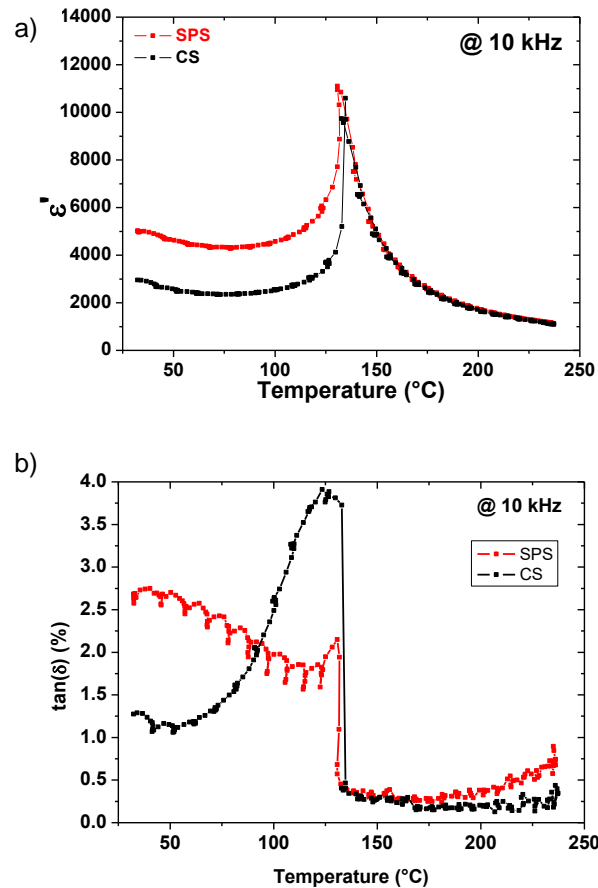 a)
SPS
CS
@ 10 kHz
14000
12000
10000
8000
6000
4000
2000
0
ε'
50 100 150 200 250
Temperature (°C)
b)
4.0
3.5
3.0
2.5
2.0
1.5
1.0
0.5
0.0
tan(δ) (%)
@ 10 kHz
SPS
CS
50 100 150 200 250
Temperature (°C)